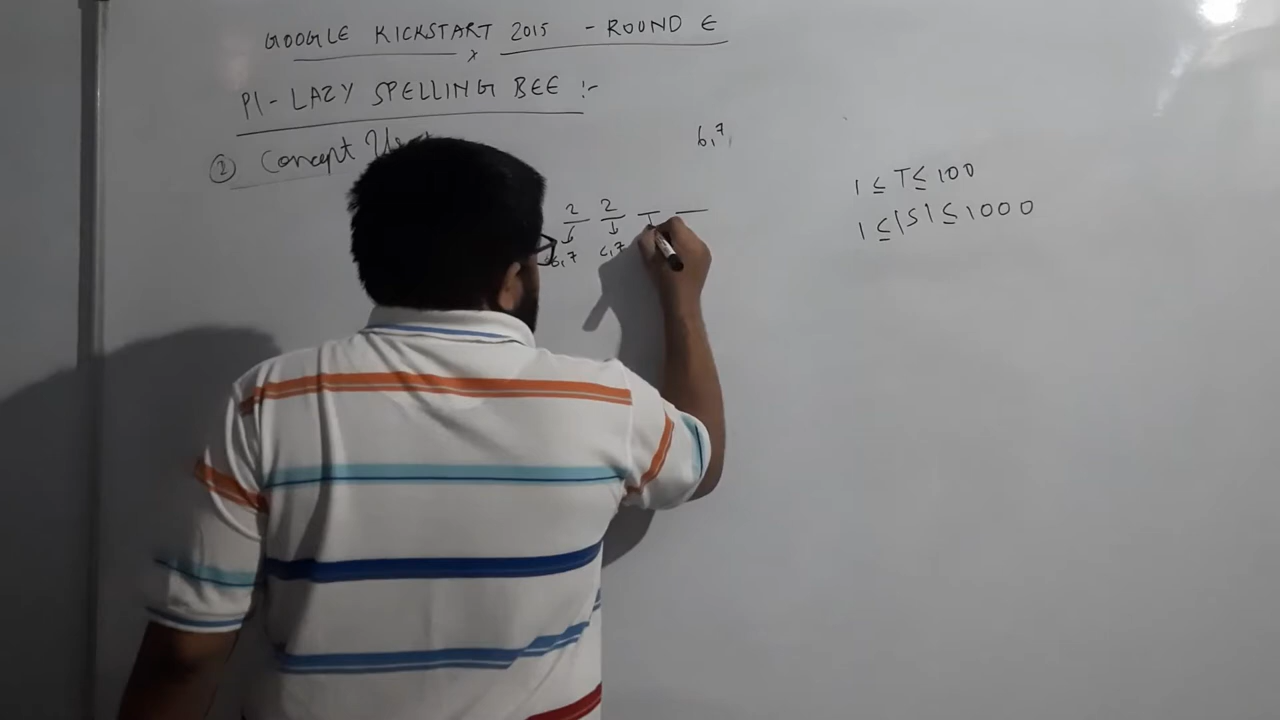 GOOGLE KICKSTART 2015 - ROUND E
x
P1 - LAZY SPELLING BEE :-
② Concept
6,7,
1 ≤ T ≤ 100
1 ≤ |S| ≤ 1000
2 2
6,7 6,7